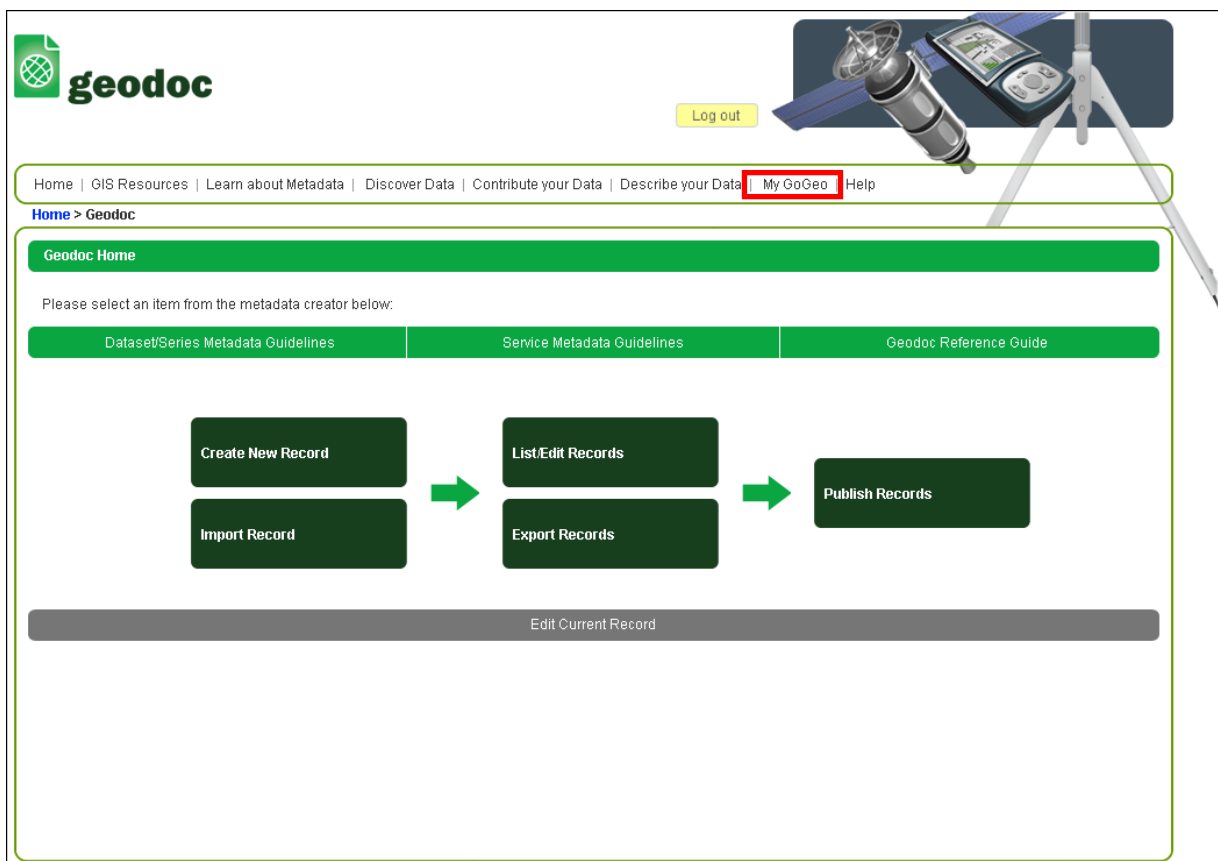 geodoc
Log out
Home | GIS Resources | Learn about Metadata | Discover Data | Contribute your Data | Describe your Data | My GoGeo | Help
Home > Geodoc
Geodoc Home
Please select an item from the metadata creator below:
Dataset/Series Metadata Guidelines
Service Metadata Guidelines
Geodoc Reference Guide
Create New Record
Import Record
List/Edit Records
Export Records
Publish Records
Edit Current Record